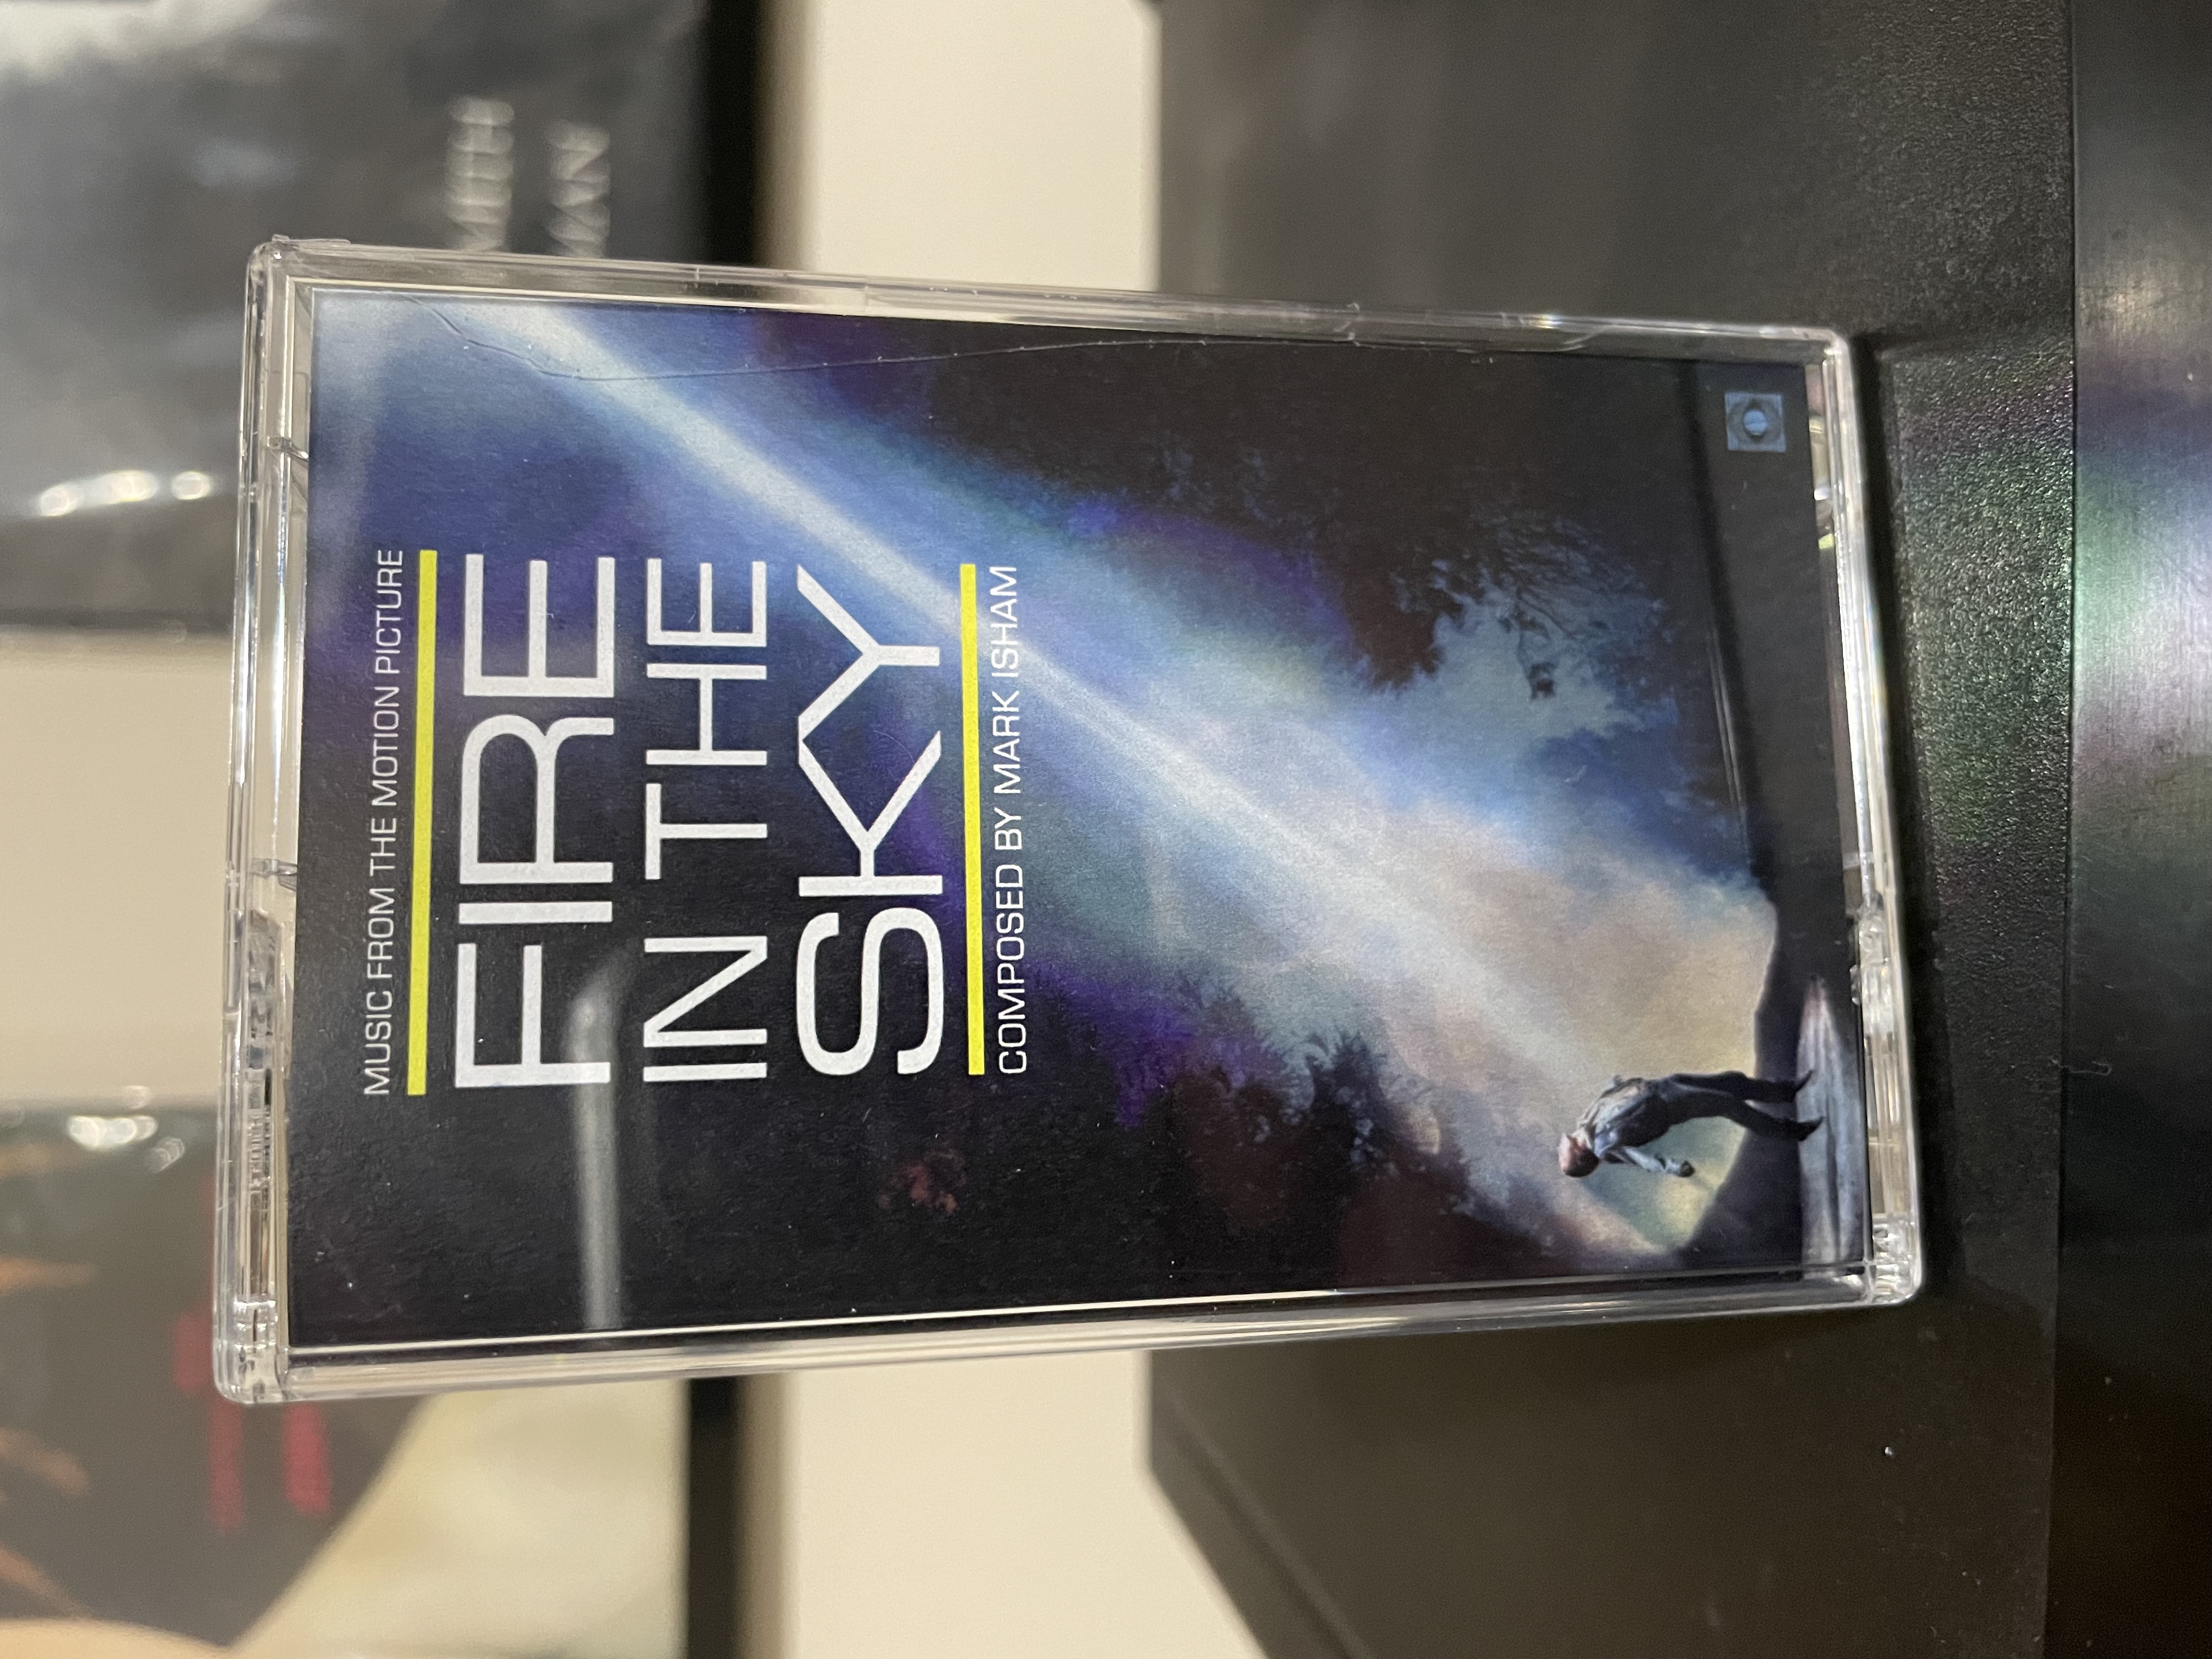 MUSIC FROM THE MOTION PICTURE
FIRE
IN THE
SKY
COMPOSED BY MARK ISHAM